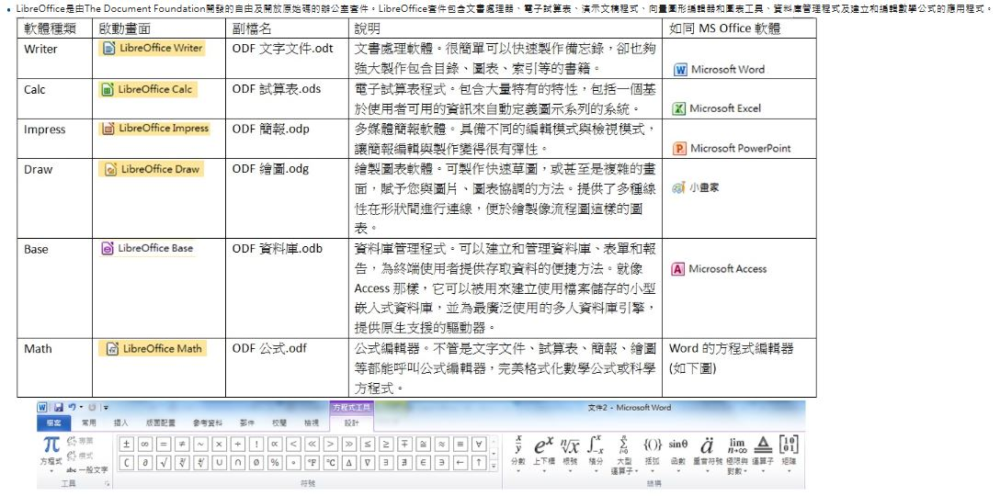 • LibreOffice是由The Document Foundation開發的自由及開放原始碼的辦公室套件。LibreOffice套件包含文書處理器、電子試算表、演示文稿程式、向量圖形編輯器和圖表工具、資料庫管理程式及建立和編輯數學公式的應用程式。
軟體種類 啟動畫面 副檔名 說明 如同 MS Office 軟體
Writer LibreOffice Writer ODF 文字文件.odt 文書處理軟體。很簡單可以快速製作備忘錄，卻也夠
強大製作包含目錄、圖表、索引等的書籍。 Microsoft Word
Calc LibreOffice Calc ODF 試算表.ods 電子試算表程式。包含大量特有的特性，包括一個基
於使用者可用的資訊來自動定義圖示系列的系統。 Microsoft Excel
Impress LibreOffice Impress ODF 簡報.odp 多媒體簡報軟體。具備不同的編輯模式與檢視模式，
讓簡報編輯與製作變得很有彈性。 Microsoft PowerPoint
Draw LibreOffice Draw ODF 繪圖.odg 繪製圖表軟體。可製作快速草圖，或甚至是複雜的畫
面，賦予您與圖片、圖表協調的方法。提供了多種線 小畫家
性在形狀間進行連線，便於繪製像流程圖這樣的圖
表。
Base LibreOffice Base ODF 資料庫.odb 資料庫管理程式。可以建立和管理資料庫、表單和報
告，為終端使用者提供存取資料的便捷方法。就像 Microsoft Access
Access 那樣，它可以被用來建立使用檔案儲存的小型
嵌入式資料庫，並為最廣泛使用的多人資料庫引擎，
提供原生支援的驅動器。
Math LibreOffice Math ODF 公式.odf 公式編輯器。不管是文字文件、試算表、簡報、繪圖 Word 的方程式編輯器
等都能呼叫公式編輯器，完美格式化數學公式或科學 (如下圖)
方程式。
方程式工具 文件2 - Microsoft Word
檔案 常用 插入 版面配置 參考資料 郵件 校閱 檢視 設計
π e^x 專業 ± ∞ = ≠ ~ × ÷ ! ∝ < ≪ > ≫ ≤ ≥ ∓ ≅ ≈ ≡ ∀ x/y e^x ⁿ√x ∫ Σ {()} sinθ ä lim n→∞ ≜ [10 01]
方程式 e^x 模式 分數 上下標 根號 積分 大型運算子 括弧 函數 重音符號 極限與對數 運算子 矩陣
abc 一般文字 ∁ ∂ √ ∛ ∜ ∪ ∩ ∅ % ° °F °C ∆ ∇ ∃ ∄ ∈ ∋ ← ↑
工具 符號 結構